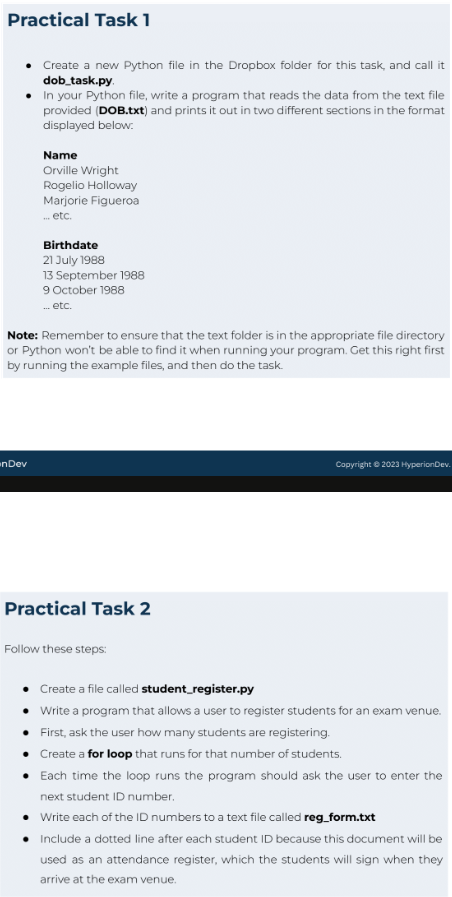 Practical Task 1
● Create a new Python file in the Dropbox folder for this task, and call it
dob_task.py.
● In your Python file, write a program that reads the data from the text file
provided (DOB.txt) and prints it out in two different sections in the format
displayed below:
Name
Orville Wright
Rogelio Holloway
Marjorie Figueroa
... etc.
Birthdate
21 July 1988
13 September 1988
9 October 1988
... etc.
Note: Remember to ensure that the text folder is in the appropriate file directory
or Python won't be able to find it when running your program. Get this right first
by running the example files, and then do the task.
onDev
Copyright © 2023 HyperionDev.
Practical Task 2
Follow these steps:
● Create a file called student_register.py
● Write a program that allows a user to register students for an exam venue.
● First, ask the user how many students are registering.
● Create a for loop that runs for that number of students.
● Each time the loop runs the program should ask the user to enter the
next student ID number.
● Write each of the ID numbers to a text file called reg_form.txt
● Include a dotted line after each student ID because this document will be
used as an attendance register, which the students will sign when they
arrive at the exam venue.